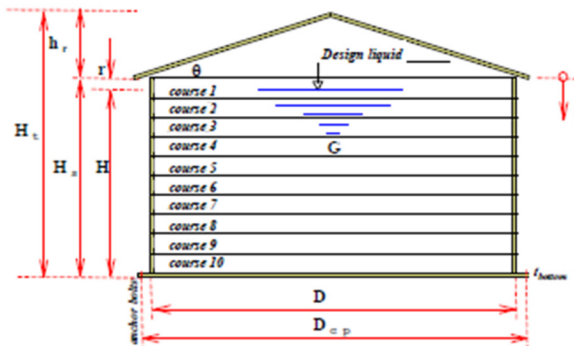 h r
Design liquid
r
θ
course 1
course 2
course 3
H t
H
course 4
G
H s
course 5
course 6
course 7
course 8
course 9
course 10
t bottom
anchor bolts
D
D c p